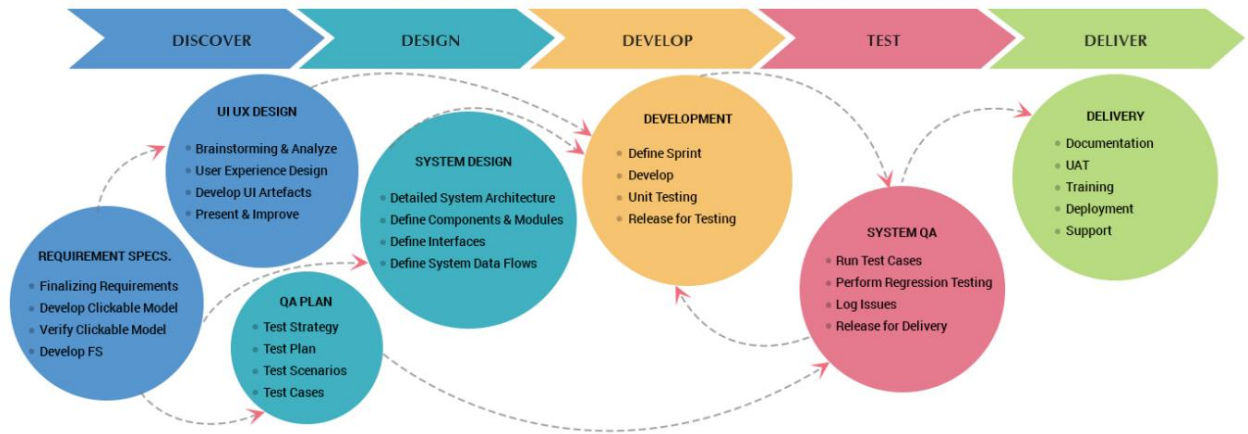 DISCOVER
DESIGN
DEVELOP
TEST
DELIVER
UI UX DESIGN
Brainstorming & Analyze
User Experience Design
Develop UI Artefacts
Present & Improve
REQUIREMENT SPECS.
Finalizing Requirements
Develop Clickable Model
Verify Clickable Model
Develop FS
SYSTEM DESIGN
Detailed System Architecture
Define Components & Modules
Define Interfaces
Define System Data Flows
QA PLAN
Test Strategy
Test Plan
Test Scenarios
Test Cases
DEVELOPMENT
Define Sprint
Develop
Unit Testing
Release for Testing
SYSTEM QA
Run Test Cases
Perform Regression Testing
Log Issues
Release for Delivery
DELIVERY
Documentation
UAT
Training
Deployment
Support